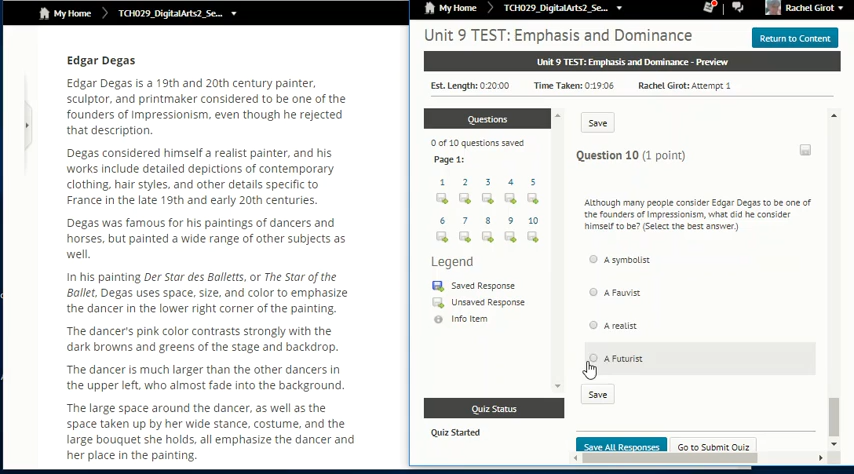 My Home
TCH029_DigitalArts2_Se...
Edgar Degas
Edgar Degas is a 19th and 20th century painter,
sculptor, and printmaker considered to be one of the
founders of Impressionism, even though he rejected
that description.
Degas considered himself a realist painter, and his
works include detailed depictions of contemporary
clothing, hair styles, and other details specific to
France in the late 19th and early 20th centuries.
Degas was famous for his paintings of dancers and
horses, but painted a wide range of other subjects as
well.
In his painting Der Star des Balletts, or The Star of the
Ballet, Degas uses space, size, and color to emphasize
the dancer in the lower right corner of the painting.
The dancer's pink color contrasts strongly with the
dark browns and greens of the stage and backdrop.
The dancer is much larger than the other dancers in
the upper left, who almost fade into the background.
The large space around the dancer, as well as the
space taken up by her wide stance, costume, and the
large bouquet she holds, all emphasize the dancer and
her place in the painting.
My Home
TCH029_DigitalArts2_Se...
Rachel Girot
Unit 9 TEST: Emphasis and Dominance
Return to Content
Unit 9 TEST: Emphasis and Dominance - Preview
Est. Length: 0:20:00 Time Taken: 0:19:06 Rachel Girot: Attempt 1
Questions
0 of 10 questions saved
Page 1:
1 2 3 4 5
6 7 8 9 10
Legend
Saved Response
Unsaved Response
Info Item
Quiz Status
Quiz Started
Save
Question 10 (1 point)
Although many people consider Edgar Degas to be one of
the founders of Impressionism, what did he consider
himself to be? (Select the best answer.)
A symbolist
A Fauvist
A realist
A Futurist
Save
Save All Responses
Go to Submit Quiz